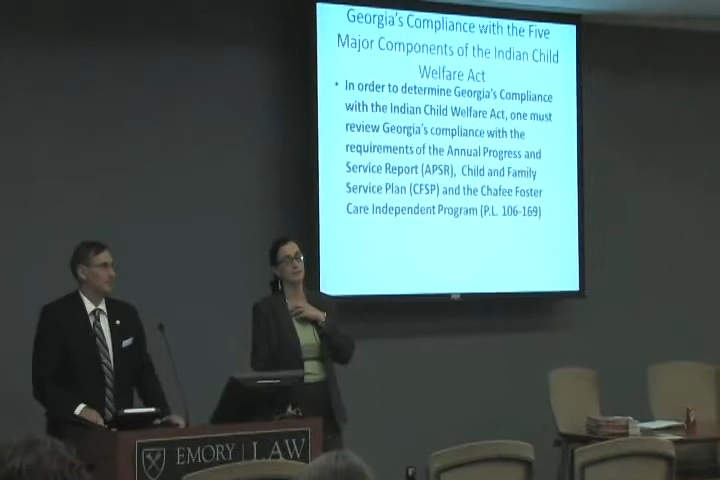 Georgia's Compliance with the Five
Major Components of the Indian Child
Welfare Act
• In order to determine Georgia's Compliance
with the Indian Child Welfare Act, one must
review Georgia's compliance with the
requirements of the Annual Progress and
Service Report (APSR), Child and Family
Service Plan (CFSP) and the Chafee Foster
Care Independent Program (P.L. 106-169)
EMORY | LAW